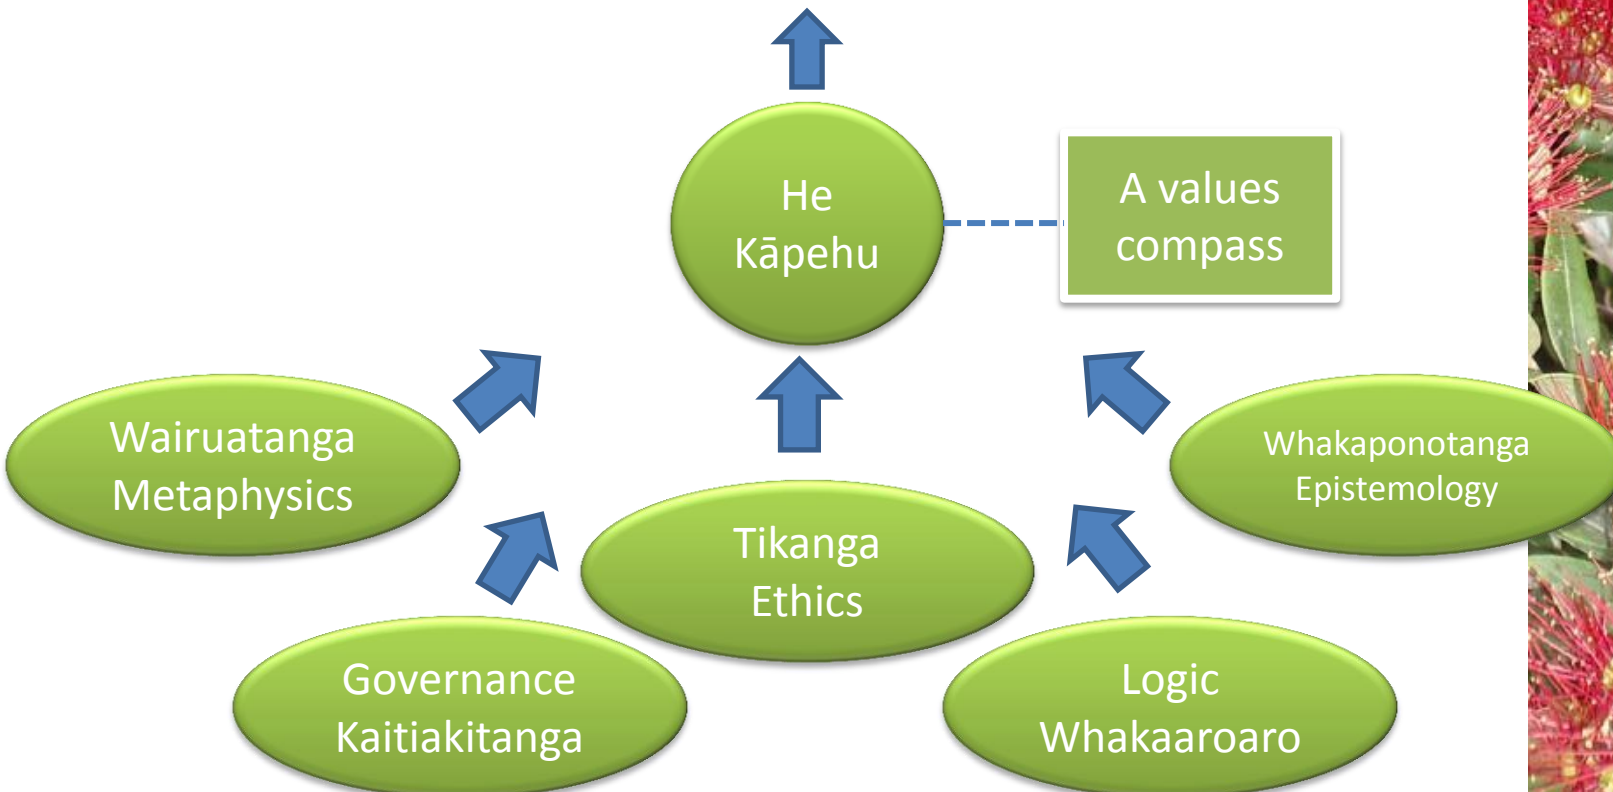 He
Kāpehu
A values
compass
Wairuatanga
Metaphysics
Whakaponotanga
Epistemology
Tikanga
Ethics
Governance
Kaitiakitanga
Logic
Whakaaroaro